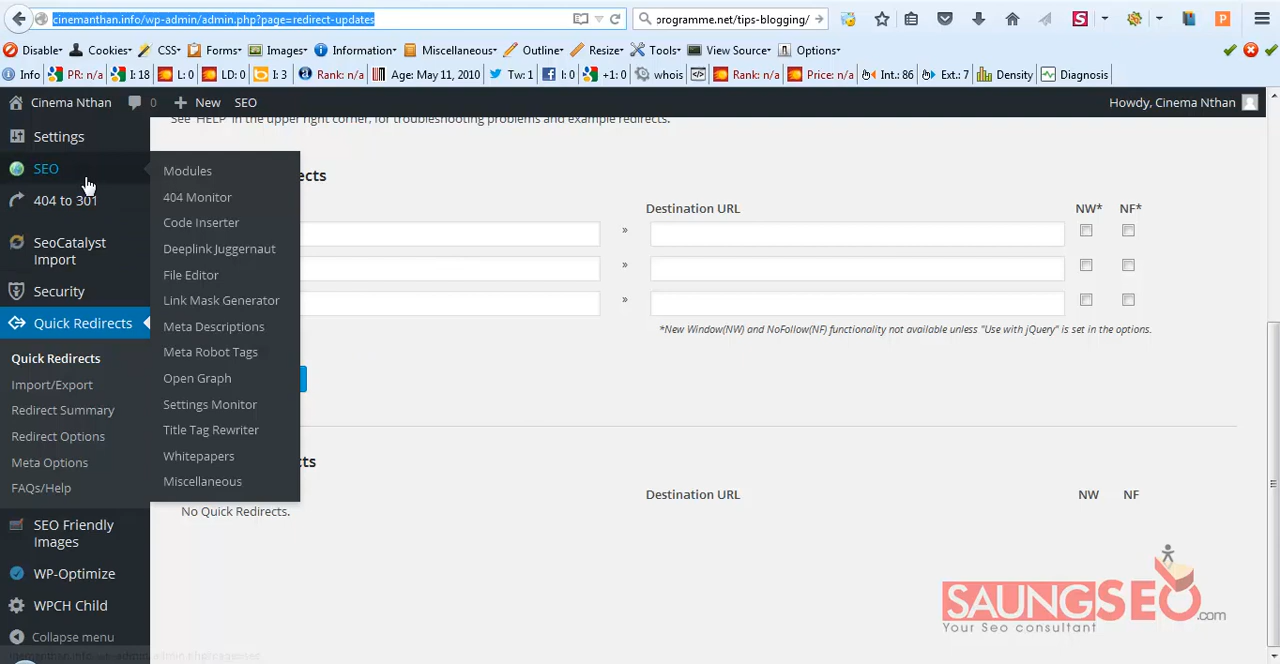 cinemanthan.info/wp-admin/admin.php?page=redirect-updates
programme.net/tips-blogging/
Disable Cookies CSS Forms Images Information Miscellaneous Outline Resize Tools View Source Options
Info PR: n/a I: 18 L: 0 LD: 0 I: 3 Rank: n/a Age: May 11, 2010 Tw: 1 I: 0 +1: 0 whois Rank: n/a Price: n/a Int.: 86 Ext.: 7 Density Diagnosis
Cinema Nthan 0 New SEO Howdy, Cinema Nthan
See 'HELP' in the upper right corner, for troubleshooting problems and example redirects.
Settings
SEO
404 to 301
SeoCatalyst
Import
Security
Quick Redirects
Quick Redirects
Import/Export
Redirect Summary
Redirect Options
Meta Options
FAQs/Help
SEO Friendly
Images
WP-Optimize
WPCH Child
Collapse menu
Modules
404 Monitor
Code Inserter
Deeplink Juggernaut
File Editor
Link Mask Generator
Meta Descriptions
Meta Robot Tags
Open Graph
Settings Monitor
Title Tag Rewriter
Whitepapers
Miscellaneous
Destination URL NW* NF*
»
»
»
*New Window(NW) and NoFollow(NF) functionality not available unless "Use with jQuery" is set in the options.
Destination URL NW NF
No Quick Redirects.
SAUNGSEO.com
Your Seo consultant